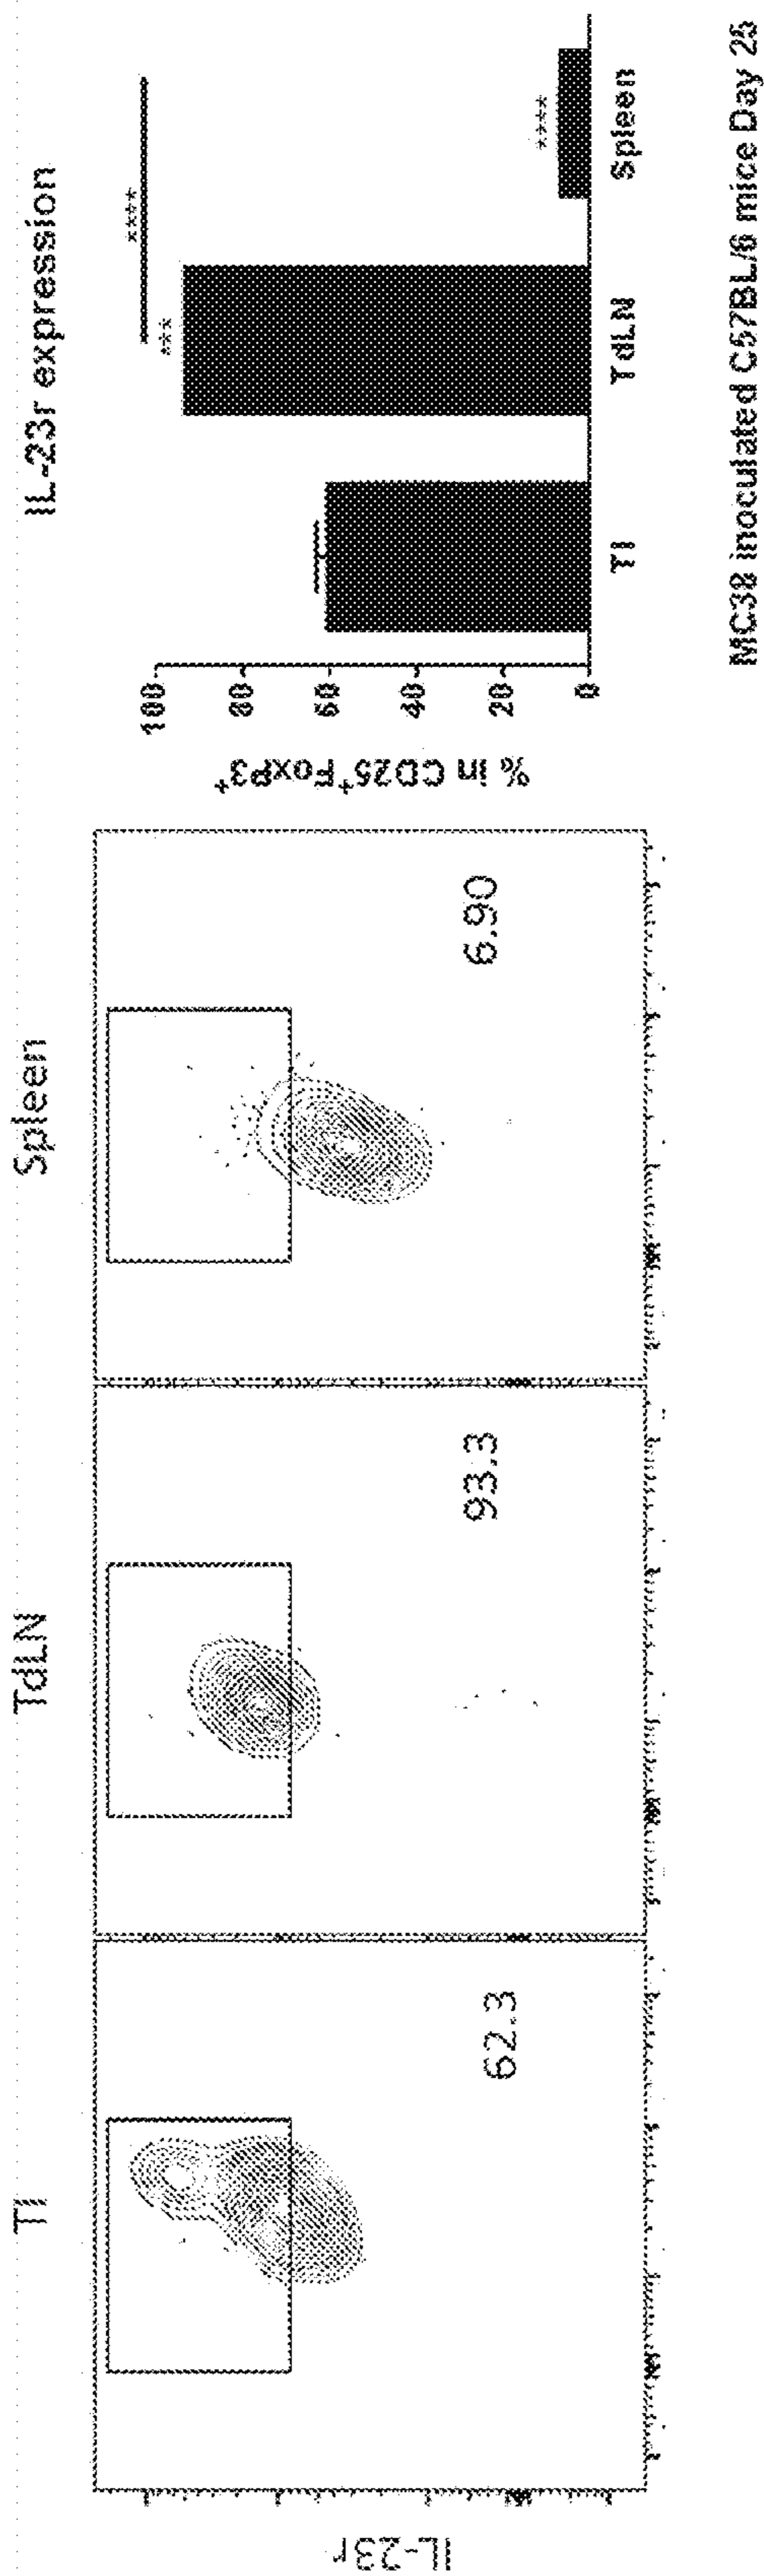 TI
TdLN
Spleen
IL-23r
62.3
93.3
6.90
IL-23r expression
% in CD25⁺FoxP3⁺
100
80
60
40
20
0
****
***
****
TI
TdLN
Spleen
MC38 inoculated C57BL/6 mice Day 25